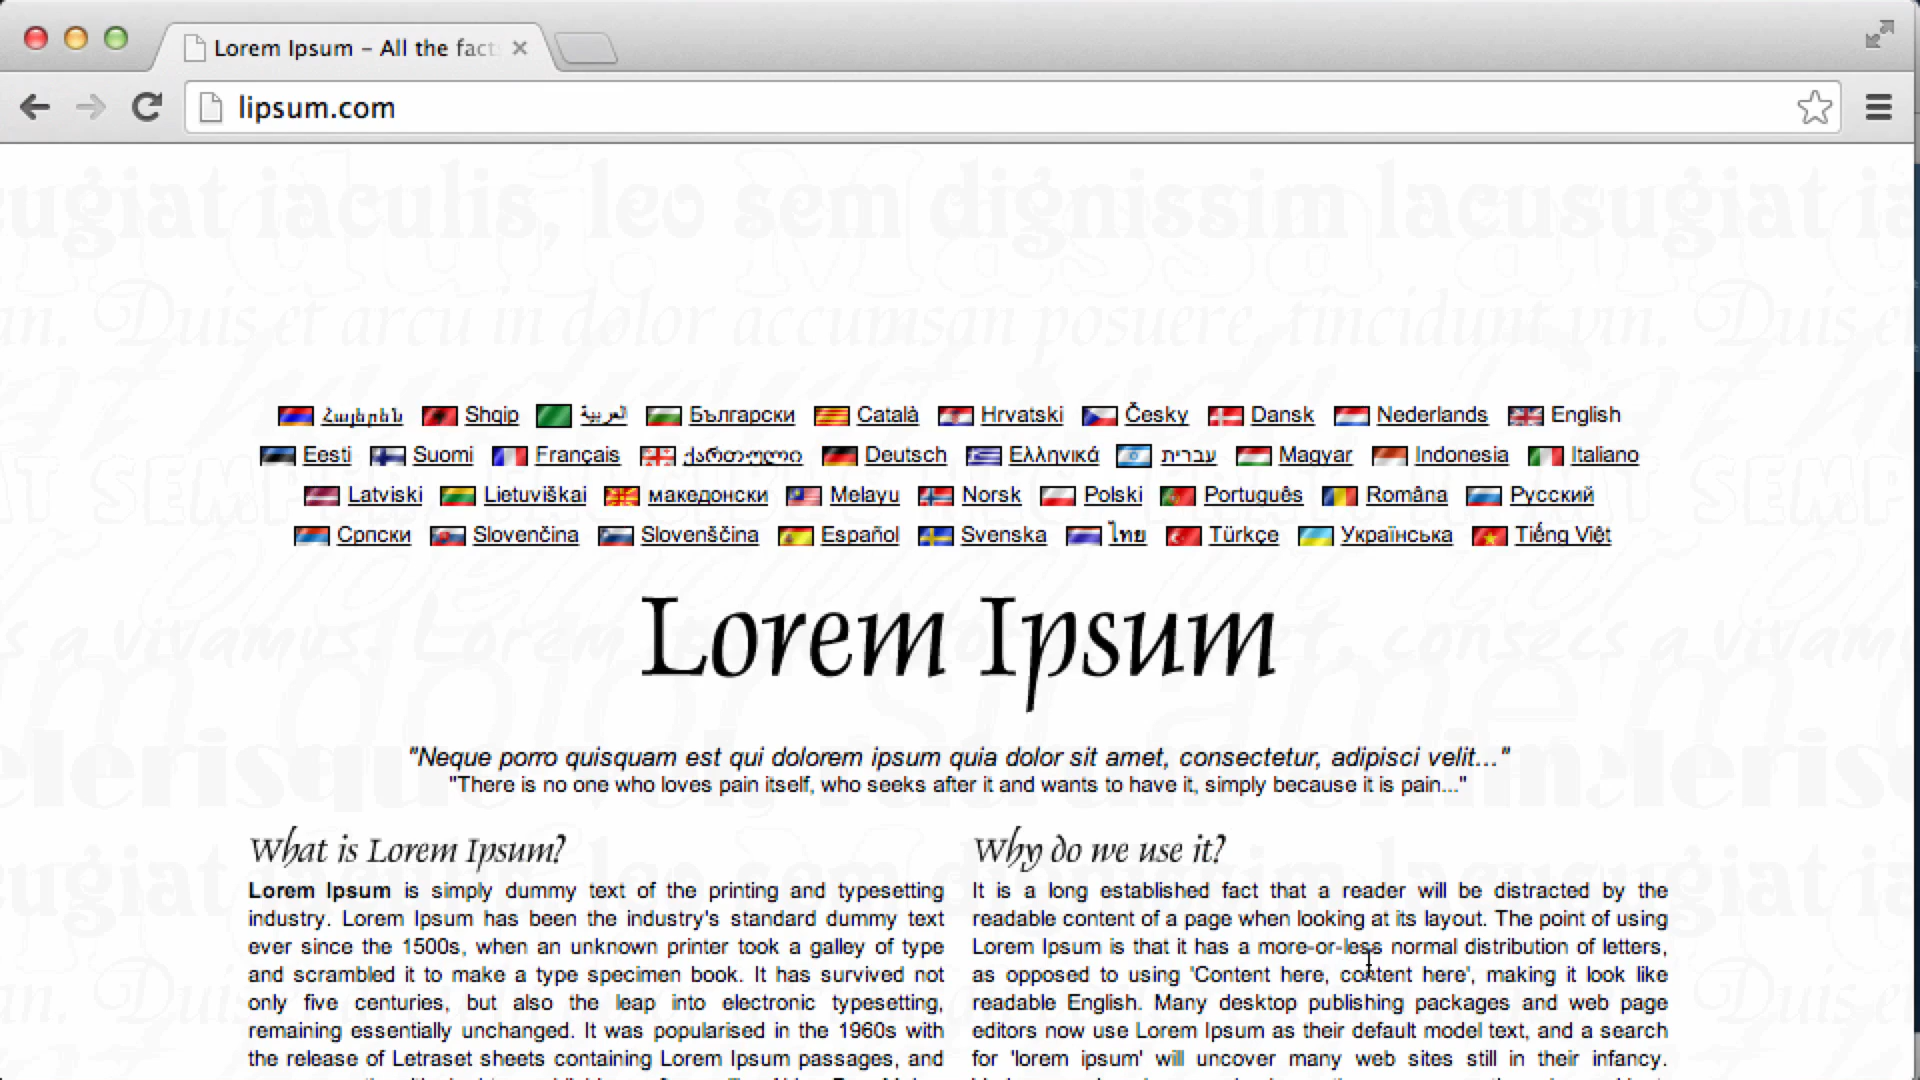 Lorem Ipsum – All the fact
lipsum.com
Հայերեն Shqip العربية Български Català Hrvatski Česky Dansk Nederlands English
Eesti Suomi Français ქართული Deutsch Ελληνικά עברית Magyar Indonesia Italiano
Latviski Lietuviškai македонски Melayu Norsk Polski Português Româna Русский
Српски Slovenčina Slovenščina Español Svenska ไทย Türkçe Українська Tiếng Việt
Lorem Ipsum
"Neque porro quisquam est qui dolorem ipsum quia dolor sit amet, consectetur, adipisci velit..."
"There is no one who loves pain itself, who seeks after it and wants to have it, simply because it is pain..."
What is Lorem Ipsum?
Lorem Ipsum is simply dummy text of the printing and typesetting
industry. Lorem Ipsum has been the industry's standard dummy text
ever since the 1500s, when an unknown printer took a galley of type
and scrambled it to make a type specimen book. It has survived not
only five centuries, but also the leap into electronic typesetting,
remaining essentially unchanged. It was popularised in the 1960s with
the release of Letraset sheets containing Lorem Ipsum passages, and
Why do we use it?
It is a long established fact that a reader will be distracted by the
readable content of a page when looking at its layout. The point of using
Lorem Ipsum is that it has a more-or-less normal distribution of letters,
as opposed to using 'Content here, content here', making it look like
readable English. Many desktop publishing packages and web page
editors now use Lorem Ipsum as their default model text, and a search
for 'lorem ipsum' will uncover many web sites still in their infancy.